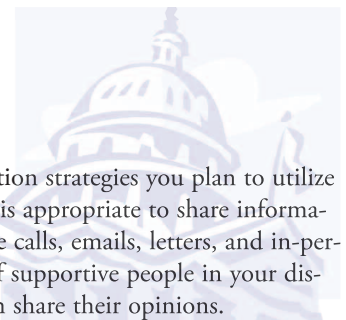 tion strategies you plan to utilize
is appropriate to share informa-
e calls, emails, letters, and in-per-
f supportive people in your dis-
n share their opinions.